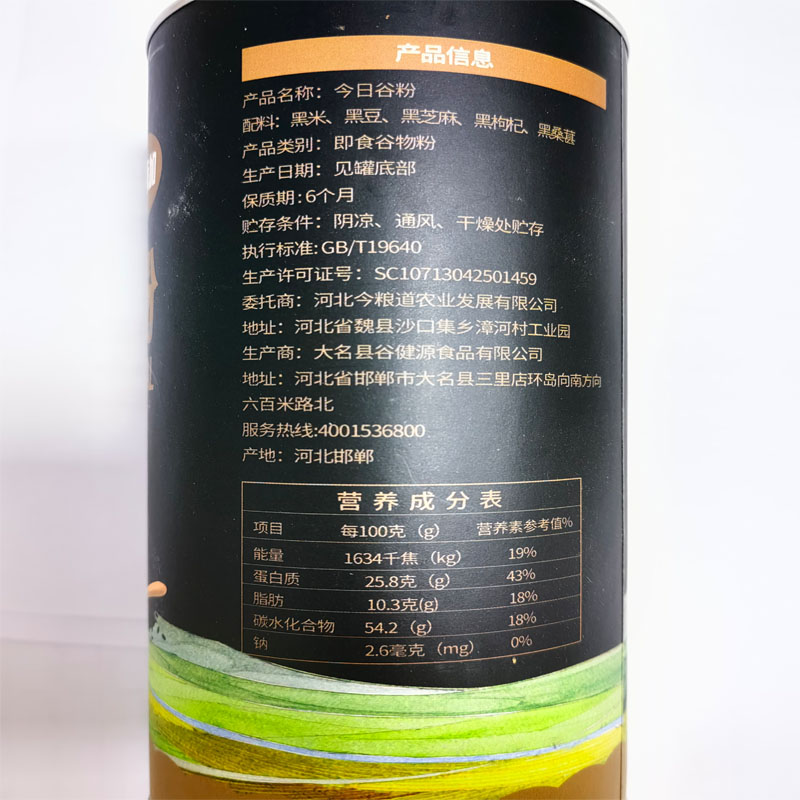 产品信息
产品名称：今日谷粉
配料：黑米、黑豆、黑芝麻、黑枸杞、黑桑葚
产品类别：即食谷物粉
生产日期：见罐底部
保质期:6个月
贮存条件：阴凉、通风、干燥处贮存
执行标准:GB/T19640
生产许可证号：SC10713042501459
委托商：河北今粮道农业发展有限公司
地址：河北省魏县沙口集乡漳河村工业园
生产商：大名县谷健源食品有限公司
地址：河北省邯郸市大名县三里店环岛向南方向
六百米路北
服务热线:4001536800
产地：河北邯郸
营养成分表
项目 每100克（g） 营养素参考值%
能量 1634千焦（kg） 19%
蛋白质 25.8克（g） 43%
脂肪 10.3克(g) 18%
碳水化合物 54.2（g） 18%
钠 2.6毫克（mg） 0%